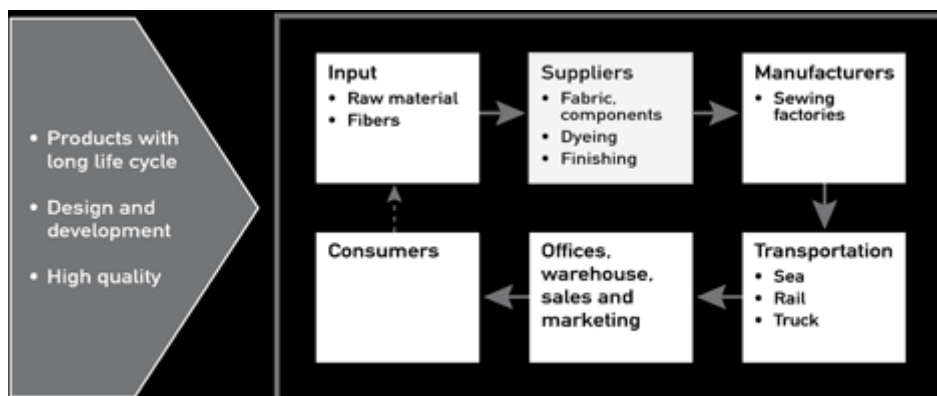 • Products with
long life cycle
• Design and
development
• High quality
Input
• Raw material
• Fibers
Suppliers
• Fabric,
components
• Dyeing
• Finishing
Manufacturers
• Sewing
factories
Consumers
Offices,
warehouse,
sales and
marketing
Transportation
• Sea
• Rail
• Truck